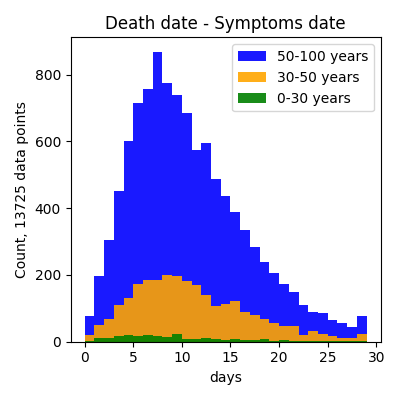 Death date - Symptoms date
50-100 years
30-50 years
0-30 years
Count, 13725 data points
800
600
400
200
0
0 5 10 15 20 25 30
days